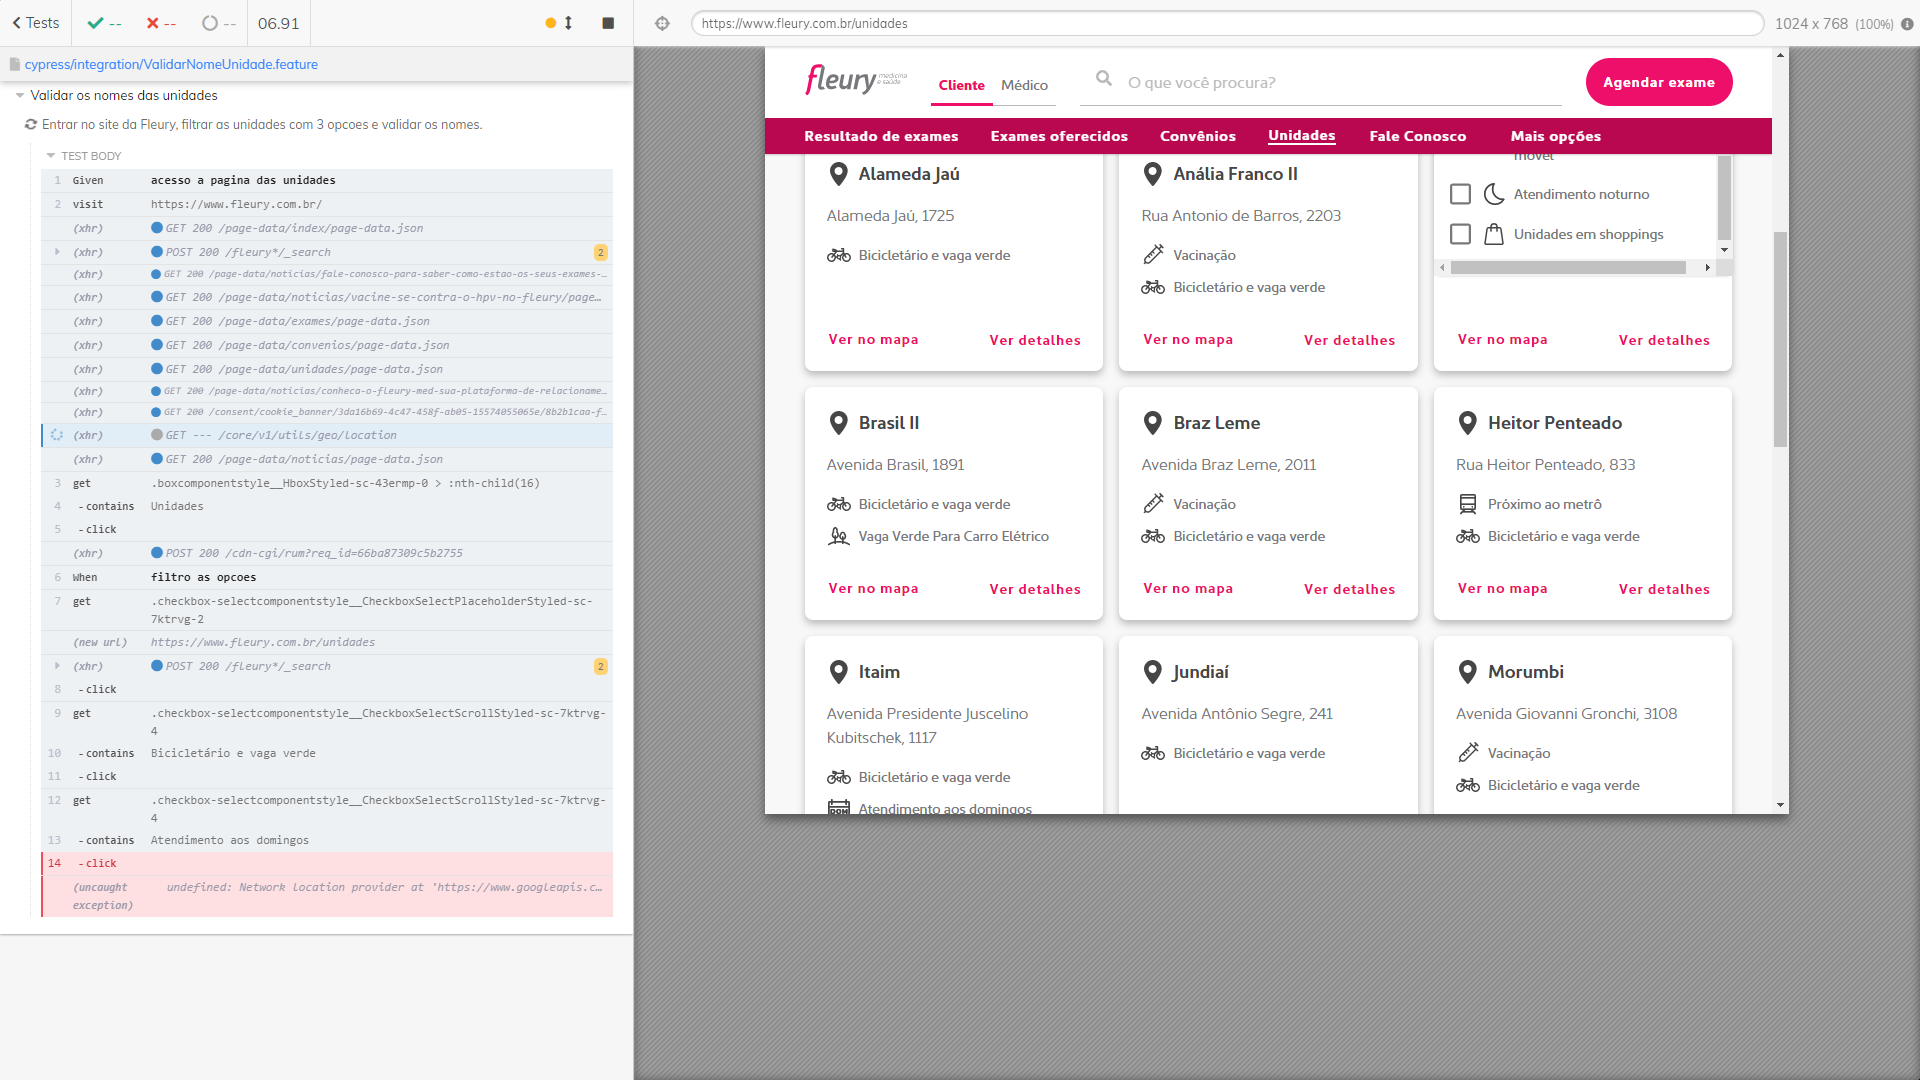 Tests
--
--
--
06.91
https://www.fleury.com.br/unidades
1024 x 768 (100%)
cypress/integration/ValidarNomeUnidade.feature
Validar os nomes das unidades
Entrar no site da Fleury, filtrar as unidades com 3 opcoes e validar os nomes.
TEST BODY
1 Given acesso a pagina das unidades
2 visit https://www.fleury.com.br/
(xhr) GET 200 /page-data/index/page-data.json
(xhr) POST 200 /fleury*/_search 2
(xhr) GET 200 /page-data/noticias/fale-conosco-para-saber-como-estao-os-seus-exames-...
(xhr) GET 200 /page-data/noticias/vacine-se-contra-o-hpv-no-fleury/page...
(xhr) GET 200 /page-data/exames/page-data.json
(xhr) GET 200 /page-data/convenios/page-data.json
(xhr) GET 200 /page-data/unidades/page-data.json
(xhr) GET 200 /page-data/noticias/conheca-o-fleury-med-sua-plataforma-de-relacioname...
(xhr) GET 200 /consent/cookie_banner/3da16b69-4c47-458f-ab05-15574055065e/8b2b1caa-f...
(xhr) GET --- /core/v1/utils/geo/location
(xhr) GET 200 /page-data/noticias/page-data.json
3 get .boxcomponentstyle__HboxStyled-sc-43ermp-0 > :nth-child(16)
4 -contains Unidades
5 -click
(xhr) POST 200 /cdn-cgi/rum?req_id=66ba87309c5b2755
6 When filtro as opcoes
7 get .checkbox-selectcomponentstyle__CheckboxSelectPlaceholderStyled-sc-
7ktrvg-2
(new url) https://www.fleury.com.br/unidades
(xhr) POST 200 /fleury*/_search 2
8 -click
9 get .checkbox-selectcomponentstyle__CheckboxSelectScrollStyled-sc-7ktrvg-
4
10 -contains Bicicletário e vaga verde
11 -click
12 get .checkbox-selectcomponentstyle__CheckboxSelectScrollStyled-sc-7ktrvg-
4
13 -contains Atendimento aos domingos
14 -click
(uncaught undefined: Network location provider at 'https://www.googleapis.c...
exception)
fleury medicina e saúde
Cliente
Médico
O que você procura?
Agendar exame
Resultado de exames
Exames oferecidos
Convênios
Unidades
Fale Conosco
Mais opções
Alameda Jaú
Alameda Jaú, 1725
Bicicletário e vaga verde
Ver no mapa
Ver detalhes
Anália Franco II
Rua Antonio de Barros, 2203
Vacinação
Bicicletário e vaga verde
Ver no mapa
Ver detalhes
móvel
Atendimento noturno
Unidades em shoppings
Ver no mapa
Ver detalhes
Brasil II
Avenida Brasil, 1891
Bicicletário e vaga verde
Vaga Verde Para Carro Elétrico
Ver no mapa
Ver detalhes
Braz Leme
Avenida Braz Leme, 2011
Vacinação
Bicicletário e vaga verde
Ver no mapa
Ver detalhes
Heitor Penteado
Rua Heitor Penteado, 833
Próximo ao metrô
Bicicletário e vaga verde
Ver no mapa
Ver detalhes
Itaim
Avenida Presidente Juscelino
Kubitschek, 1117
Bicicletário e vaga verde
Atendimento aos domingos
Jundiaí
Avenida Antônio Segre, 241
Bicicletário e vaga verde
Morumbi
Avenida Giovanni Gronchi, 3108
Vacinação
Bicicletário e vaga verde